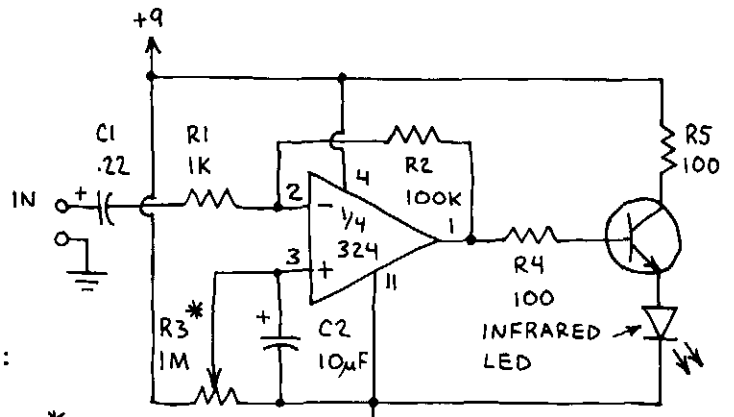 +9
C1
.22
R1
1K
R2
100K
R5
100
IN
+
2
-
4
1/4
324
1
3
+
11
R4
100
R3*
1M
+
C2
10µF
INFRARED
LED
:
*